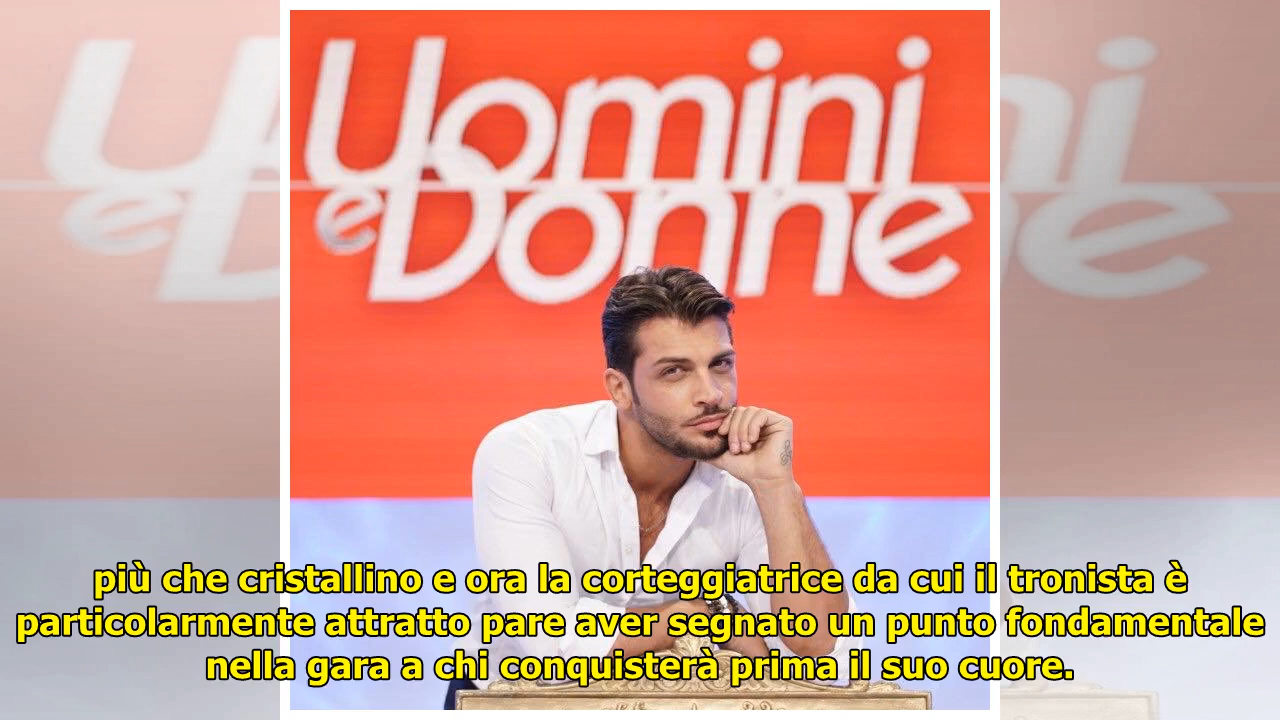 Uomini
e Donne
più che cristallino e ora la corteggiatrice da cui il tronista è
particolarmente attratto pare aver segnato un punto fondamentale
nella gara a chi conquisterà prima il suo cuore.